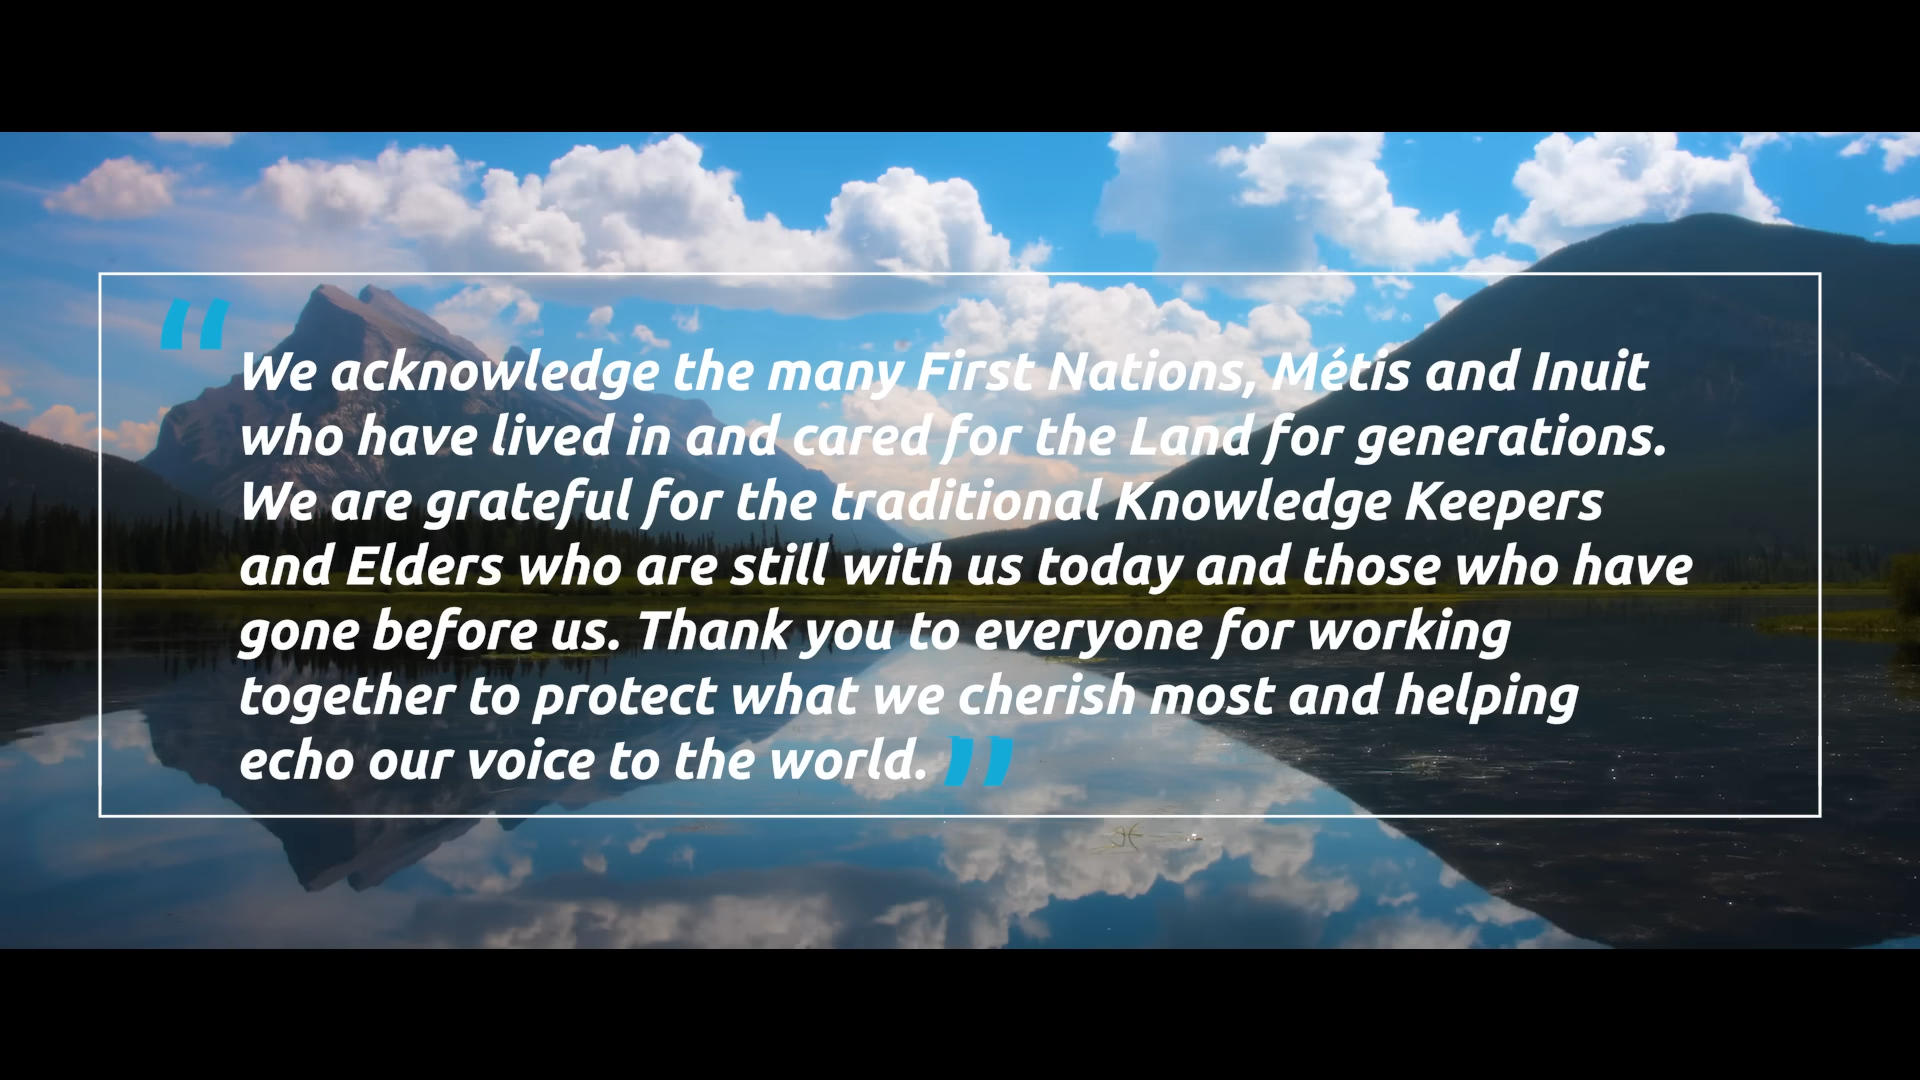 “We acknowledge the many First Nations, Métis and Inuit
who have lived in and cared for the Land for generations.
We are grateful for the traditional Knowledge Keepers
and Elders who are still with us today and those who have
gone before us. Thank you to everyone for working
together to protect what we cherish most and helping
echo our voice to the world.”